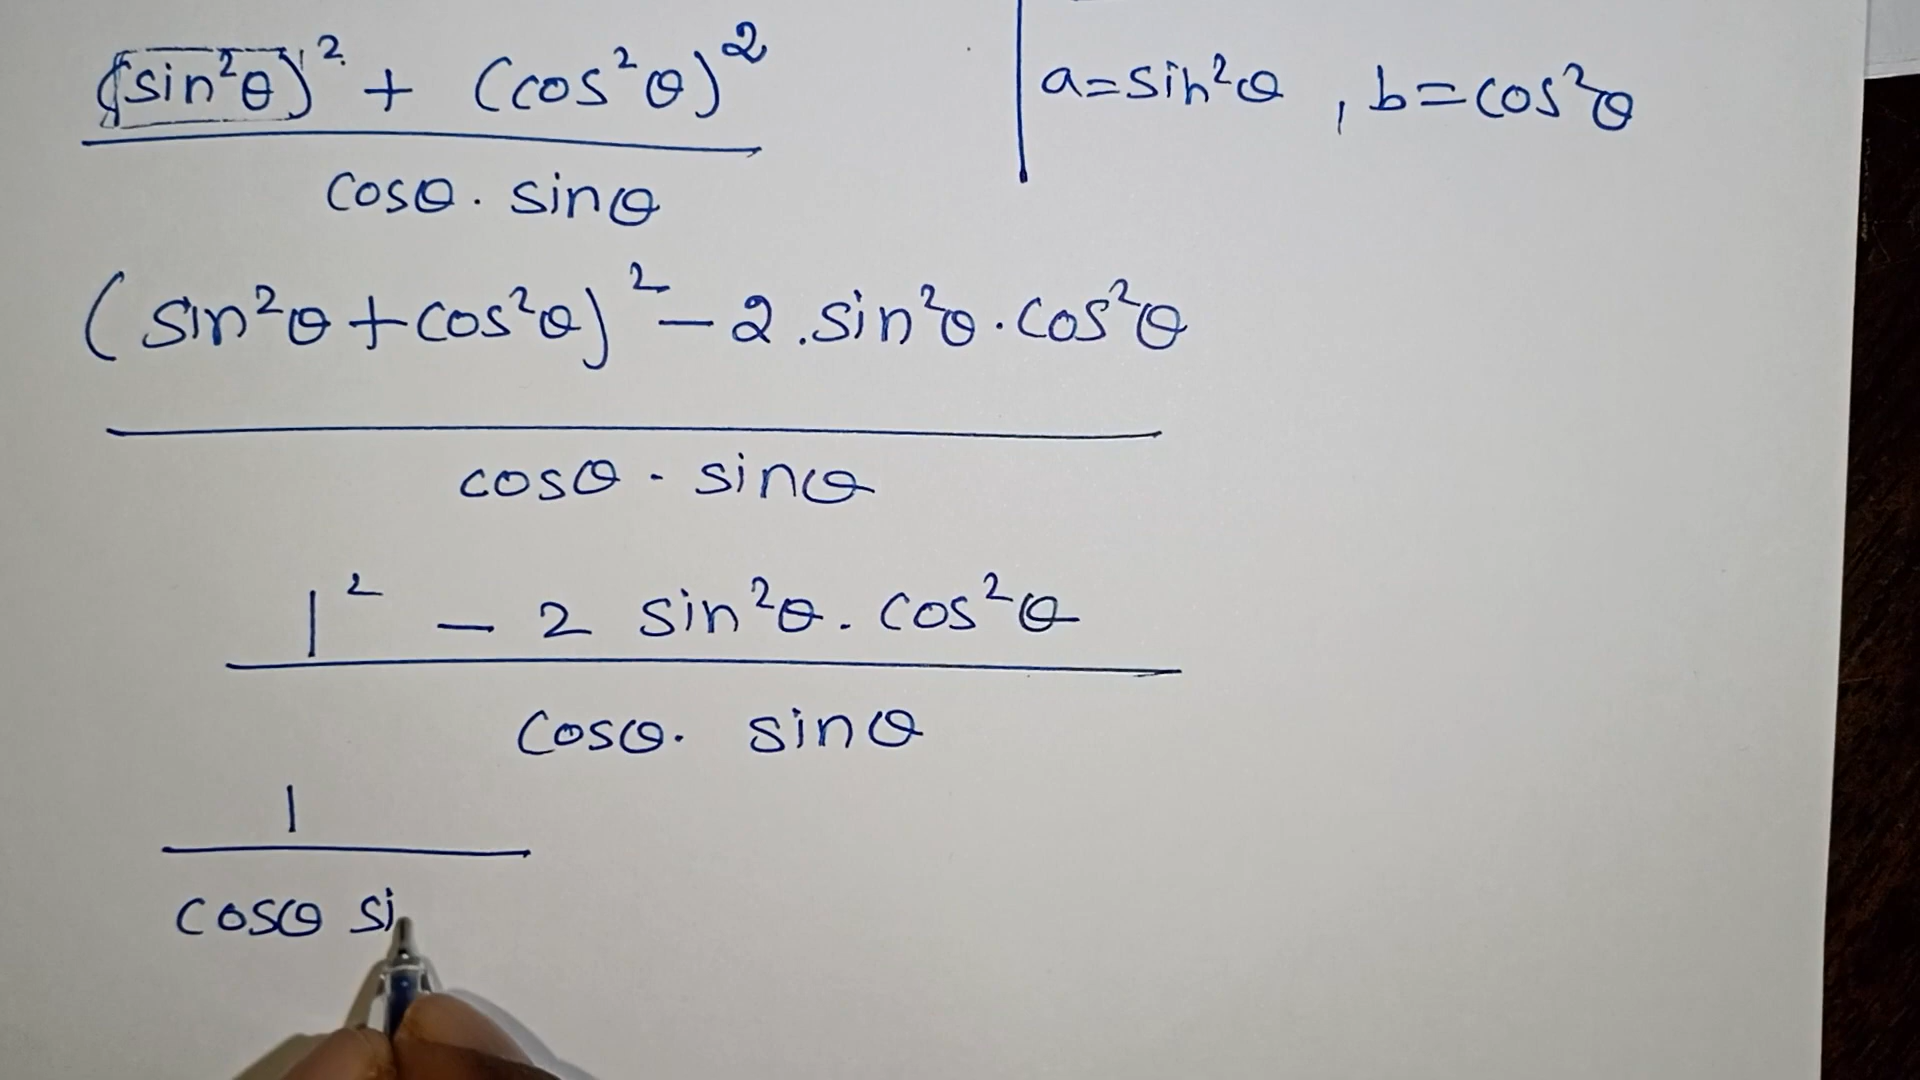 (sin²θ)² + (cos²θ)²
a=sin²θ , b=cos²θ
cosθ. sinθ
(sin²θ+cos²θ)² - 2.sin²θ.cos²θ
cosθ . sinθ
1² - 2 sin²θ. cos²θ
cosθ. sinθ
1
cosθ si